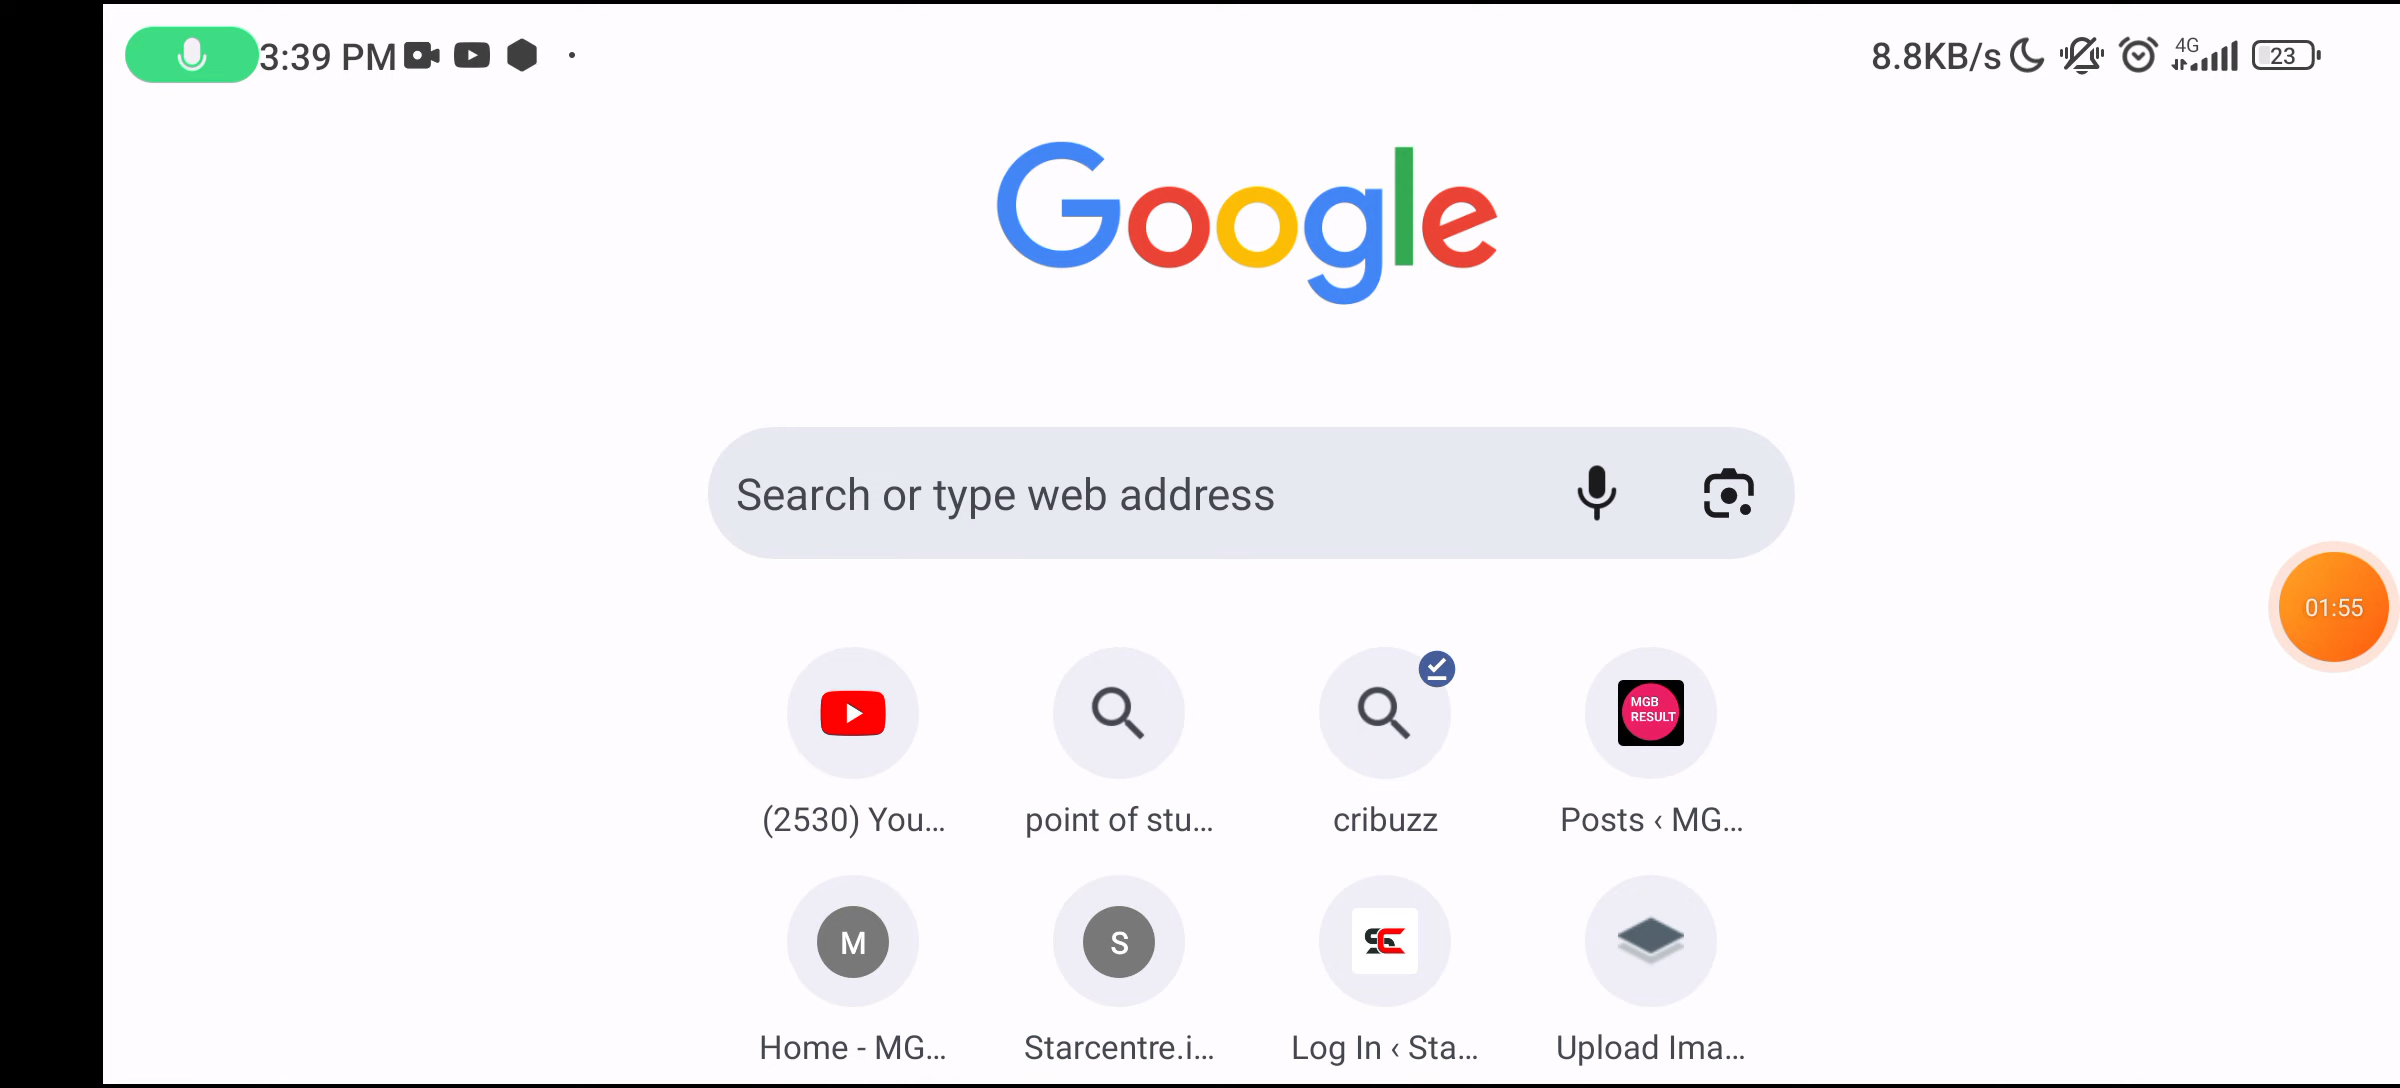 3:39 PM 8.8KB/s 4G 23
Google
Search or type web address
01:55
MGB
RESULT
(2530) You... point of stu... cribuzz Posts ‹ MG...
M S SC
Home - MG... Starcentre.i... Log In ‹ Sta... Upload Ima...